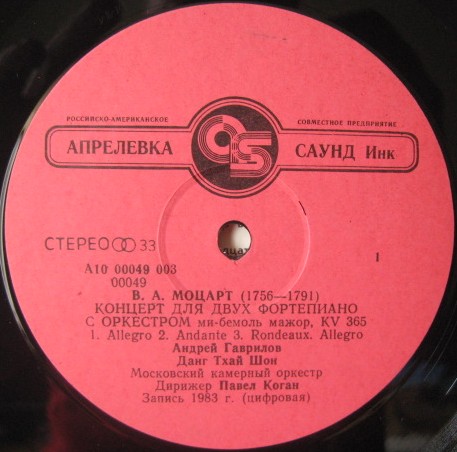 РОССИЙСКО-АМЕРИКАНСКОЕ СОВМЕСТНОЕ ПРЕДПРИЯТИЕ
АПРЕЛЕВКА САУНД Инк
СТЕРЕО 33
I
А10 00049 003
00049
В. А. МОЦАРТ (1756—1791)
КОНЦЕРТ ДЛЯ ДВУХ ФОРТЕПИАНО
С ОРКЕСТРОМ ми-бемоль мажор, KV 365
1. Allegro 2. Andante 3. Rondeaux. Allegro
Андрей Гаврилов
Данг Тхай Шон
Московский камерный оркестр
Дирижер Павел Коган
Запись 1983 г. (цифровая)